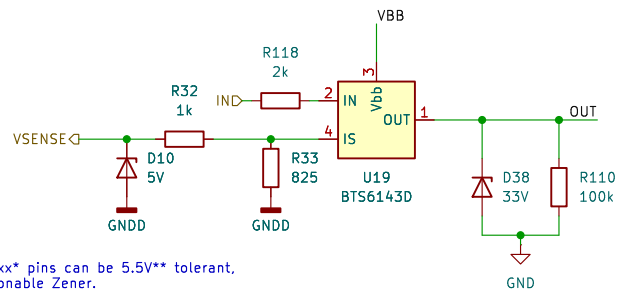 VBB
R118
2k
R32
1k
IN
2
IN
3
Vbb
1
OUT
OUT
VSENSE
4
IS
D10
5V
R33
825
U19
BTS6143D
D38
33V
R110
100k
GNDD
GNDD
xx* pins can be 5.5V** tolerant,
onable Zener.
GND